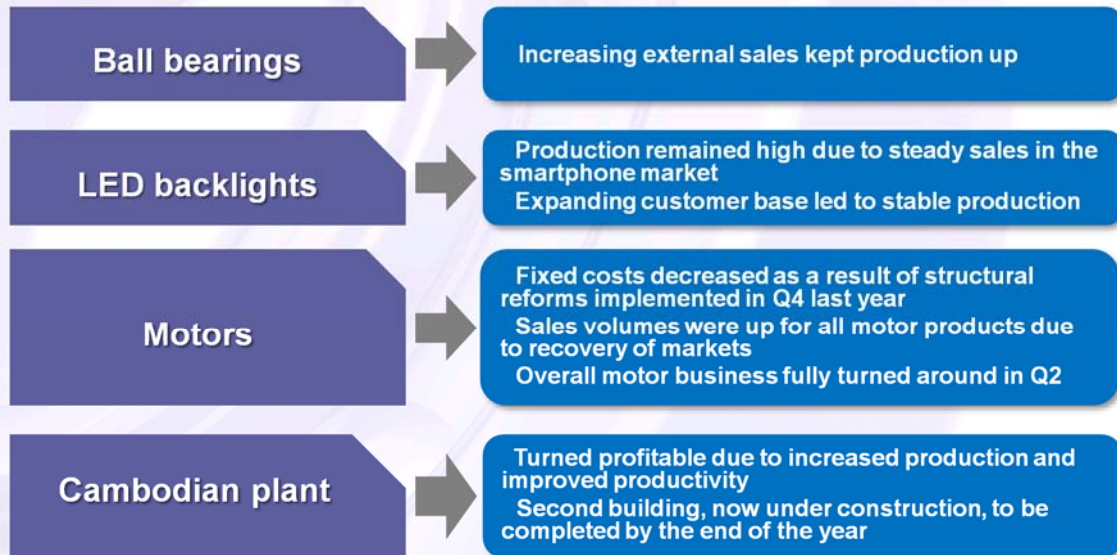 Ball bearings
Increasing external sales kept production up
LED backlights
Production remained high due to steady sales in the
smartphone market
Expanding customer base led to stable production
Motors
Fixed costs decreased as a result of structural
reforms implemented in Q4 last year
Sales volumes were up for all motor products due
to recovery of markets
Overall motor business fully turned around in Q2
Cambodian plant
Turned profitable due to increased production and
improved productivity
Second building, now under construction, to be
completed by the end of the year